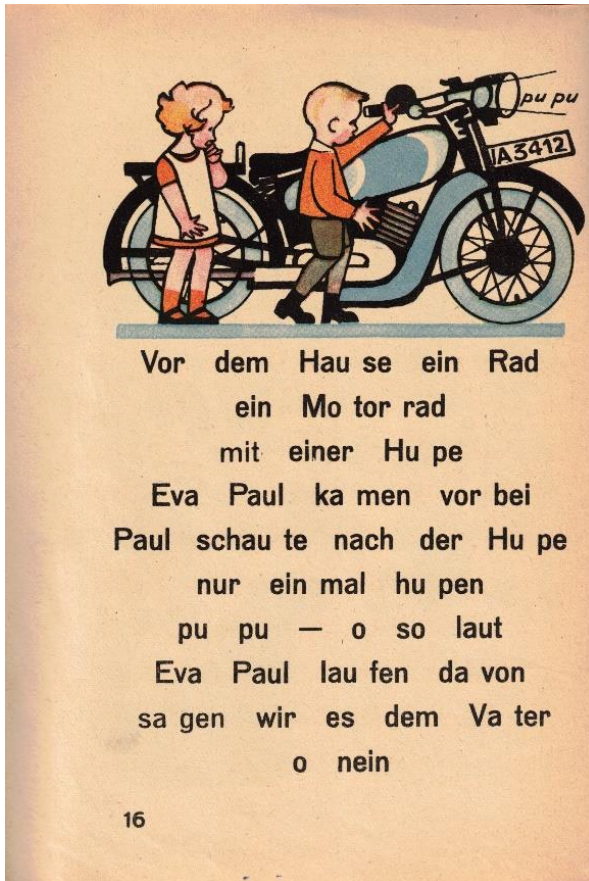 pu pu
IA 3412
Vor dem Hau se ein Rad
ein Mo tor rad
mit einer Hu pe
Eva Paul ka men vor bei
Paul schau te nach der Hu pe
nur ein mal hu pen
pu pu — o so laut
Eva Paul lau fen da von
sa gen wir es dem Va ter
o nein
16